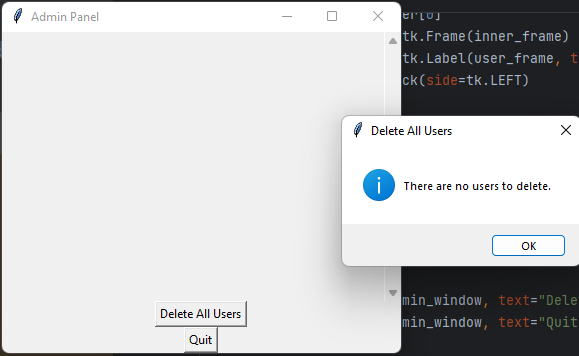 Admin Panel
er[0]
tk.Frame(inner_frame)
tk.Label(user_frame, t
ck(side=tk.LEFT)
Delete All Users
There are no users to delete.
OK
min_window, text="Dele
Delete All Users
min_window, text="Quit
Quit